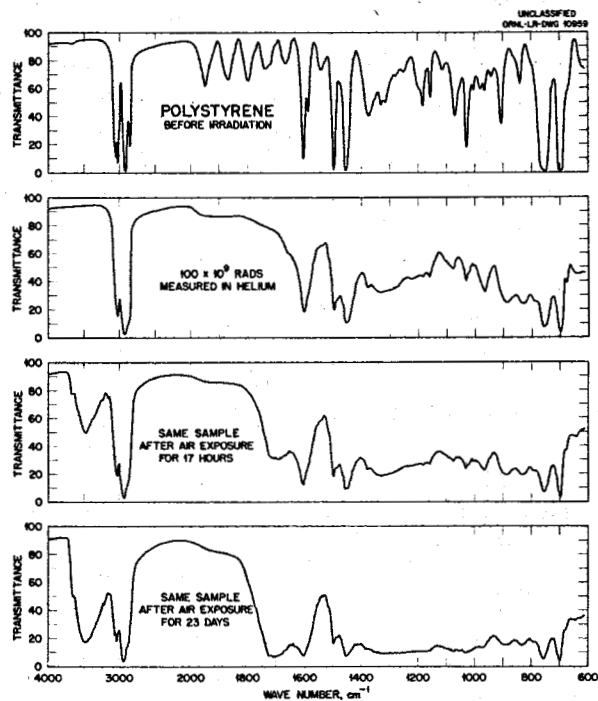 UNCLASSIFIED
ORNL-LR-DWG 10959
TRANSMITTANCE
100
80
60
40
20
0
POLYSTYRENE
BEFORE IRRADIATION
TRANSMITTANCE
100
80
60
40
20
0
100 × 10⁹ RADS
MEASURED IN HELIUM
TRANSMITTANCE
100
80
60
40
20
0
SAME SAMPLE
AFTER AIR EXPOSURE
FOR 17 HOURS
TRANSMITTANCE
100
80
60
40
20
0
SAME SAMPLE
AFTER AIR EXPOSURE
FOR 23 DAYS
4000 3000 2000 1800 1600 1400 1200 1000 800 600
WAVE NUMBER, cm⁻¹